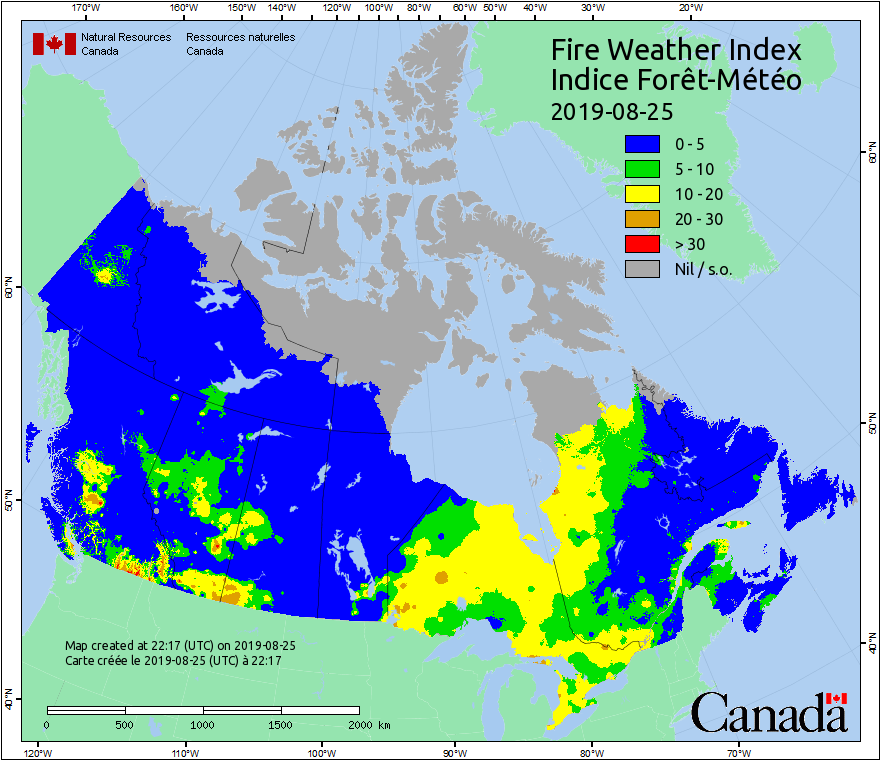 170°W 160°W 150°W 140°W 120°W 100°W 80°W 60°W 50°W 40°W 30°W 20°W
Natural Resources Ressources naturelles
Canada Canada
Fire Weather Index
Indice Forêt-Météo
2019-08-25
0 - 5
5 - 10
10 - 20
20 - 30
> 30
Nil / s.o.
60°N
60°N
50°N
50°N
40°N
40°N
Map created at 22:17 (UTC) on 2019-08-25
Carte créée le 2019-08-25 (UTC) à 22:17
0 500 1000 1500 2000 km
Canada
120°W 110°W 100°W 90°W 80°W 70°W